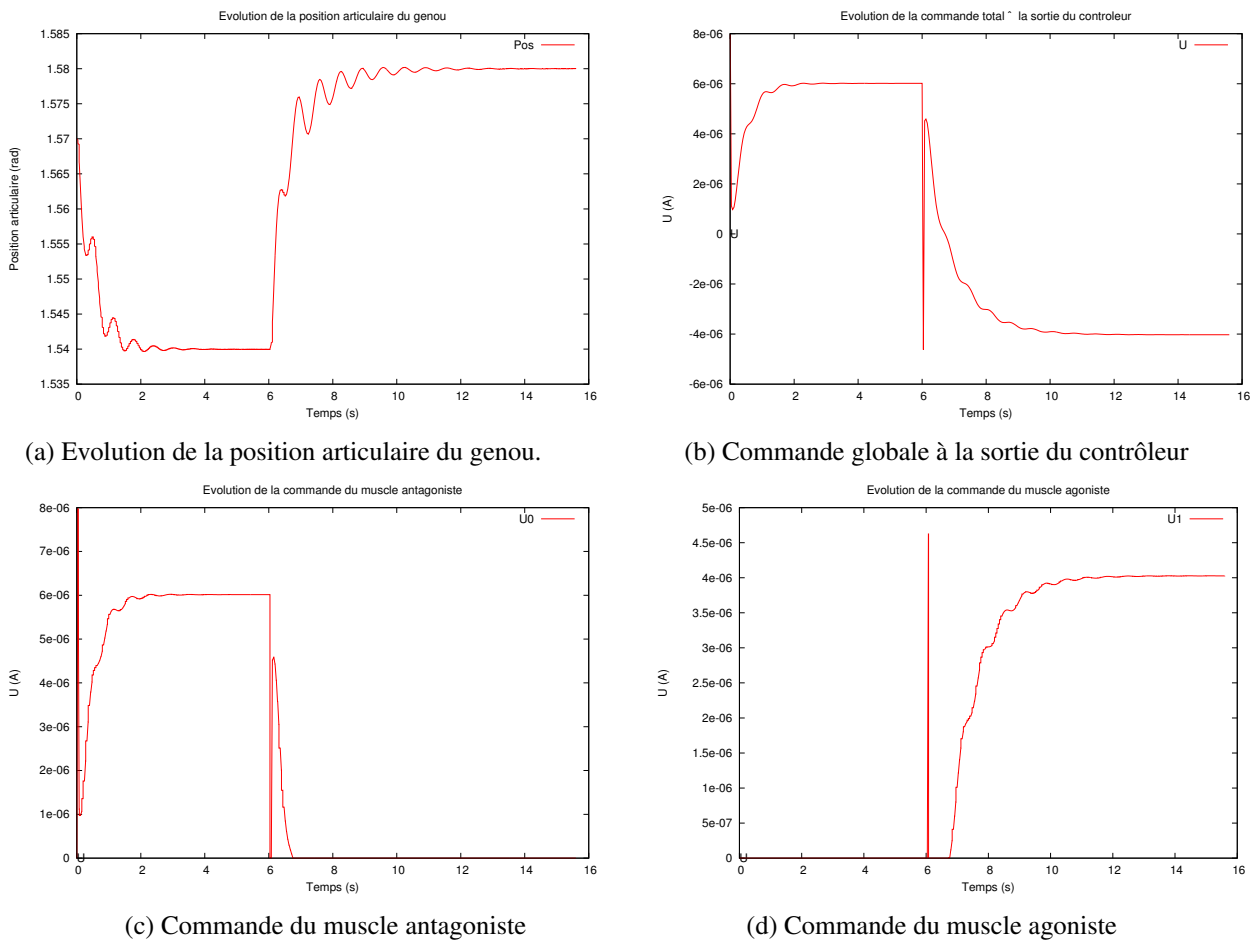 Evolution de la position articulaire du genou
1.585
1.58
1.575
1.57
1.565
1.56
1.555
1.55
1.545
1.54
1.535
Position articulaire (rad)
Pos
0 2 4 6 8 10 12 14 16
Temps (s)
(a) Evolution de la position articulaire du genou.
Evolution de la commande total ˆ la sortie du controleur
8e-06
6e-06
4e-06
2e-06
0
-2e-06
-4e-06
-6e-06
U (A)
U
U
0 2 4 6 8 10 12 14 16
Temps (s)
(b) Commande globale à la sortie du contrôleur
Evolution de la commande du muscle antagoniste
8e-06
7e-06
6e-06
5e-06
4e-06
3e-06
2e-06
1e-06
0
U (A)
U0
U
0 2 4 6 8 10 12 14 16
Temps (s)
(c) Commande du muscle antagoniste
Evolution de la commande du muscle agoniste
5e-06
4.5e-06
4e-06
3.5e-06
3e-06
2.5e-06
2e-06
1.5e-06
1e-06
5e-07
0
U (A)
U1
U
0 2 4 6 8 10 12 14 16
Temps (s)
(d) Commande du muscle agoniste